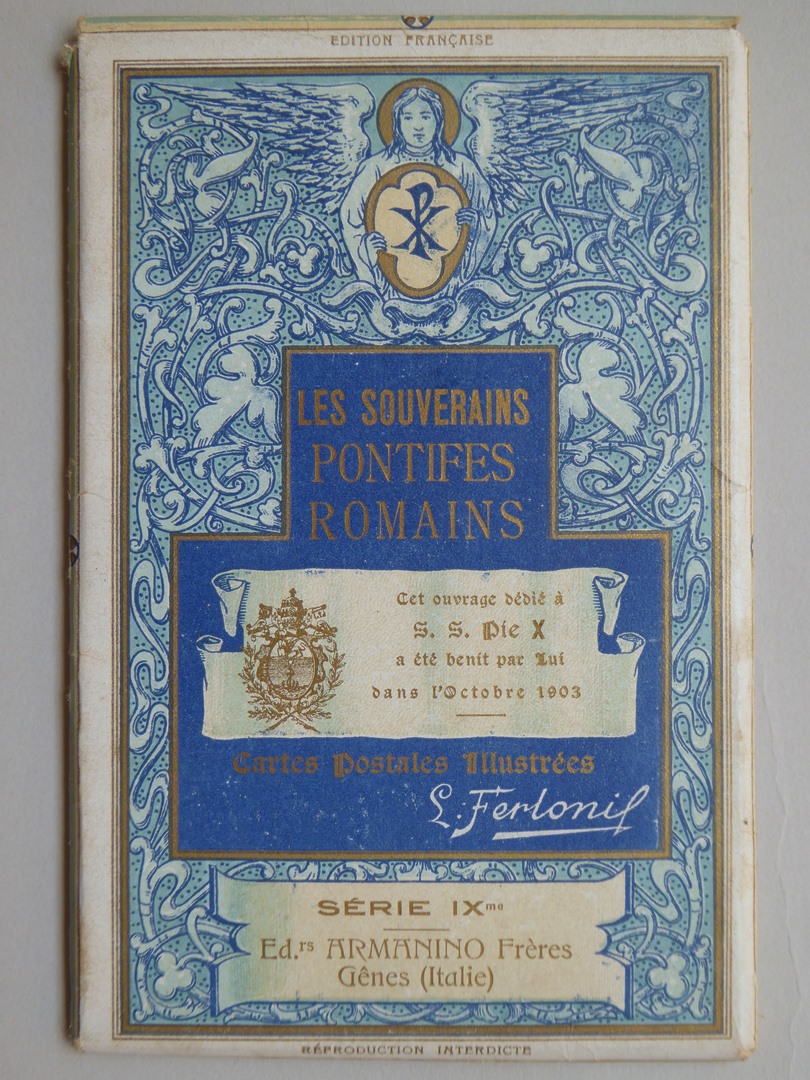 EDITION FRANÇAISE
LES SOUVERAINS
PONTIFES
ROMAINS
Cet ouvrage dédié à
S. S. Pie X
a été benit par Lui
dans l'Octobre 1903
Cartes Postales Illustrées
L. Ferloni
SÉRIE IXme
Ed.rs ARMANINO Frères
Gênes (Italie)
RÉPRODUCTION INTERDICTE